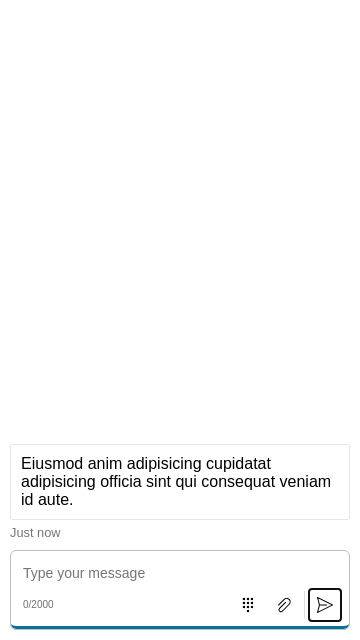 Eiusmod anim adipisicing cupidatat
adipisicing officia sint qui consequat veniam
id aute.
Just now
Type your message
0/2000